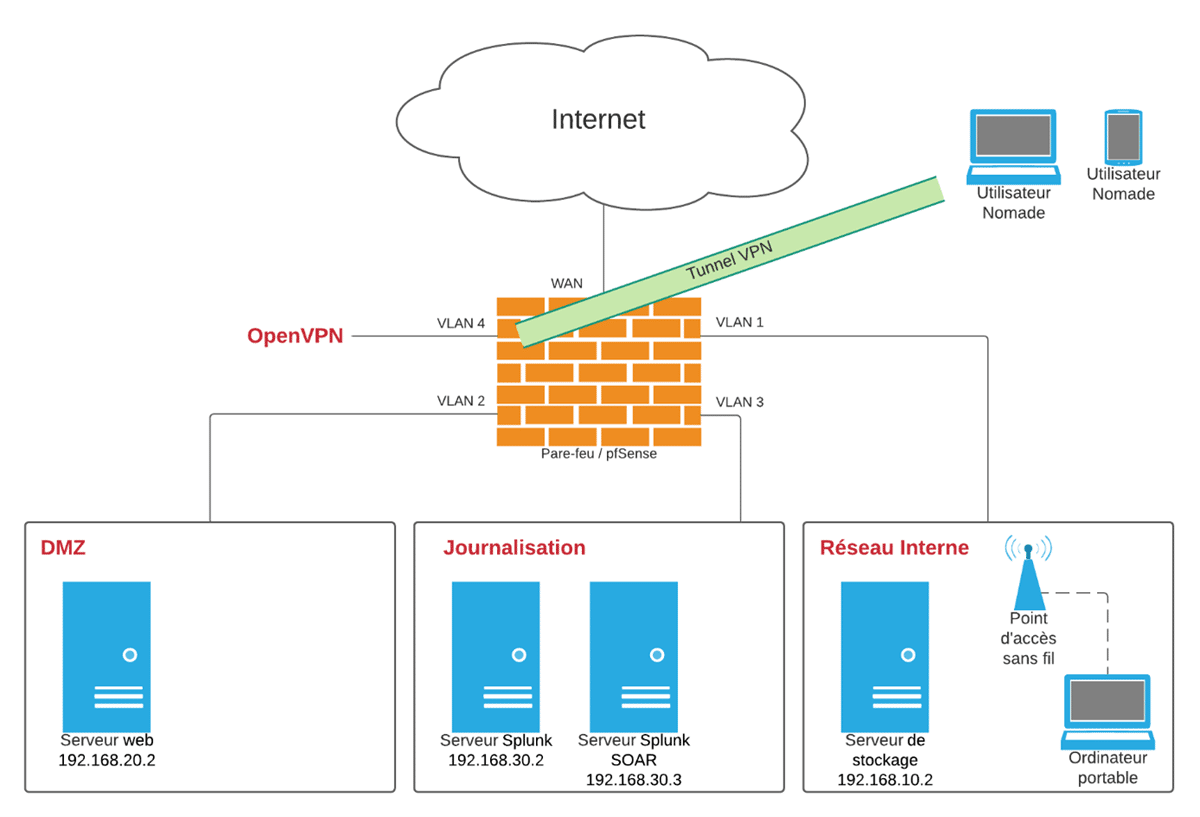 Internet
Utilisateur
Nomade
Utilisateur
Nomade
Tunnel VPN
WAN
VLAN 4
VLAN 1
OpenVPN
VLAN 2
VLAN 3
Pare-feu / pfSense
DMZ
Serveur web
192.168.20.2
Journalisation
Serveur Splunk
192.168.30.2
Serveur Splunk
SOAR
192.168.30.3
Réseau Interne
Point
d'accès
sans fil
Serveur de
stockage
192.168.10.2
Ordinateur
portable